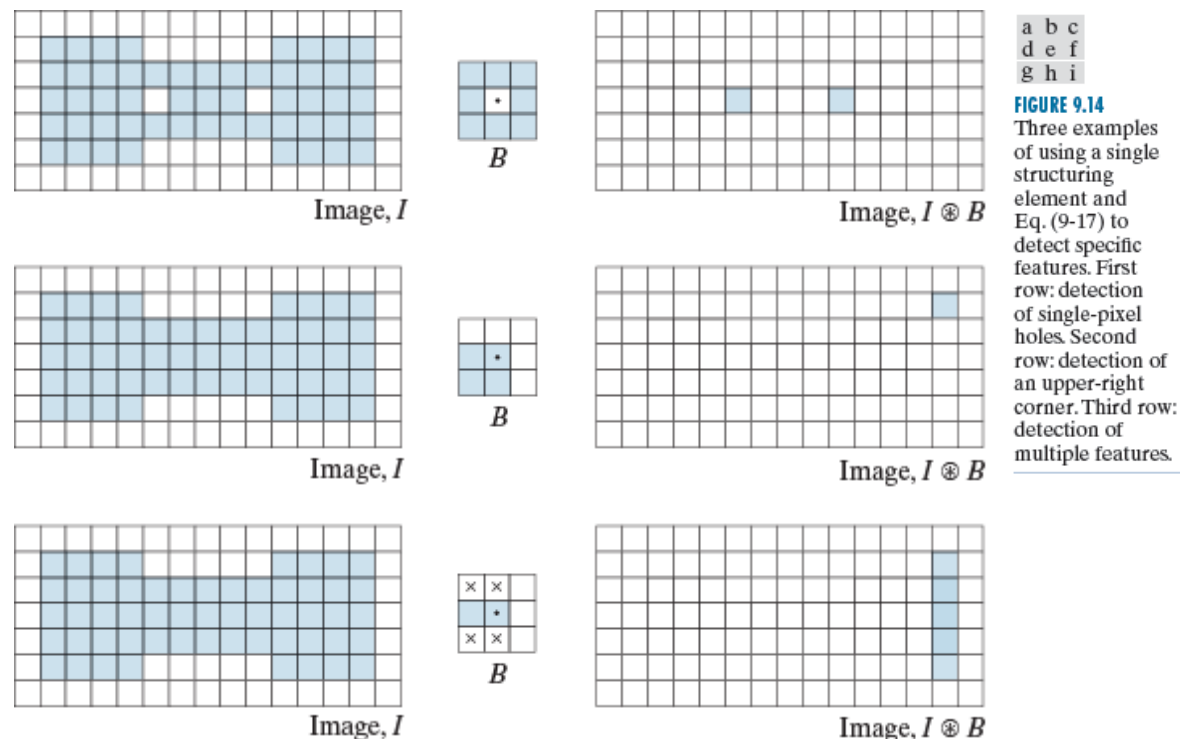 a b c
d e f
g h i
FIGURE 9.14
Three examples
of using a single
structuring
element and
Eq. (9-17) to
detect specific
features. First
row: detection
of single-pixel
holes. Second
row: detection of
an upper-right
corner. Third row:
detection of
multiple features.
B
Image, I
Image, I ⊛ B
B
Image, I
Image, I ⊛ B
× ×
× ×
B
Image, I
Image, I ⊛ B